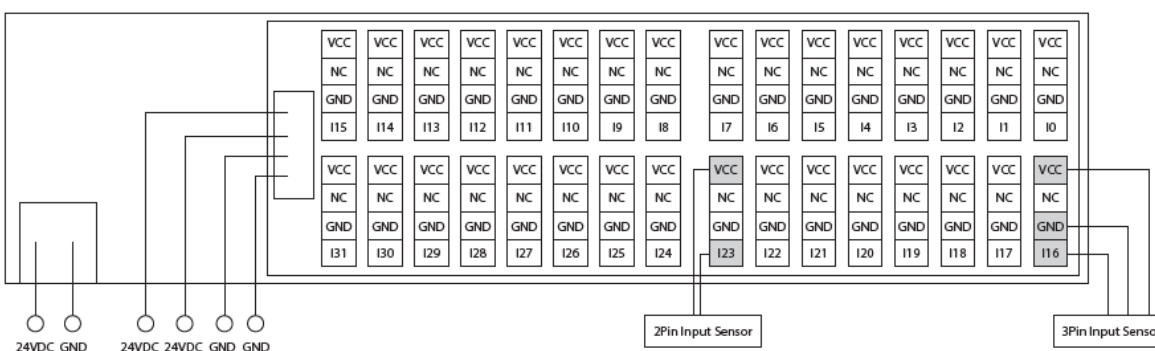 VCC VCC VCC VCC VCC VCC VCC VCC VCC VCC VCC VCC VCC VCC VCC VCC
NC NC NC NC NC NC NC NC NC NC NC NC NC NC NC NC
GND GND GND GND GND GND GND GND GND GND GND GND GND GND GND GND
I15 I14 I13 I12 I11 I10 I9 I8 I7 I6 I5 I4 I3 I2 I1 I0
VCC VCC VCC VCC VCC VCC VCC VCC VCC VCC VCC VCC VCC VCC VCC VCC
NC NC NC NC NC NC NC NC NC NC NC NC NC NC NC NC
GND GND GND GND GND GND GND GND GND GND GND GND GND GND GND GND
I31 I30 I29 I28 I27 I26 I25 I24 I23 I22 I21 I20 I19 I18 I17 I16
2Pin Input Sensor 3Pin Input Senso
24VDC GND 24VDC 24VDC GND GND